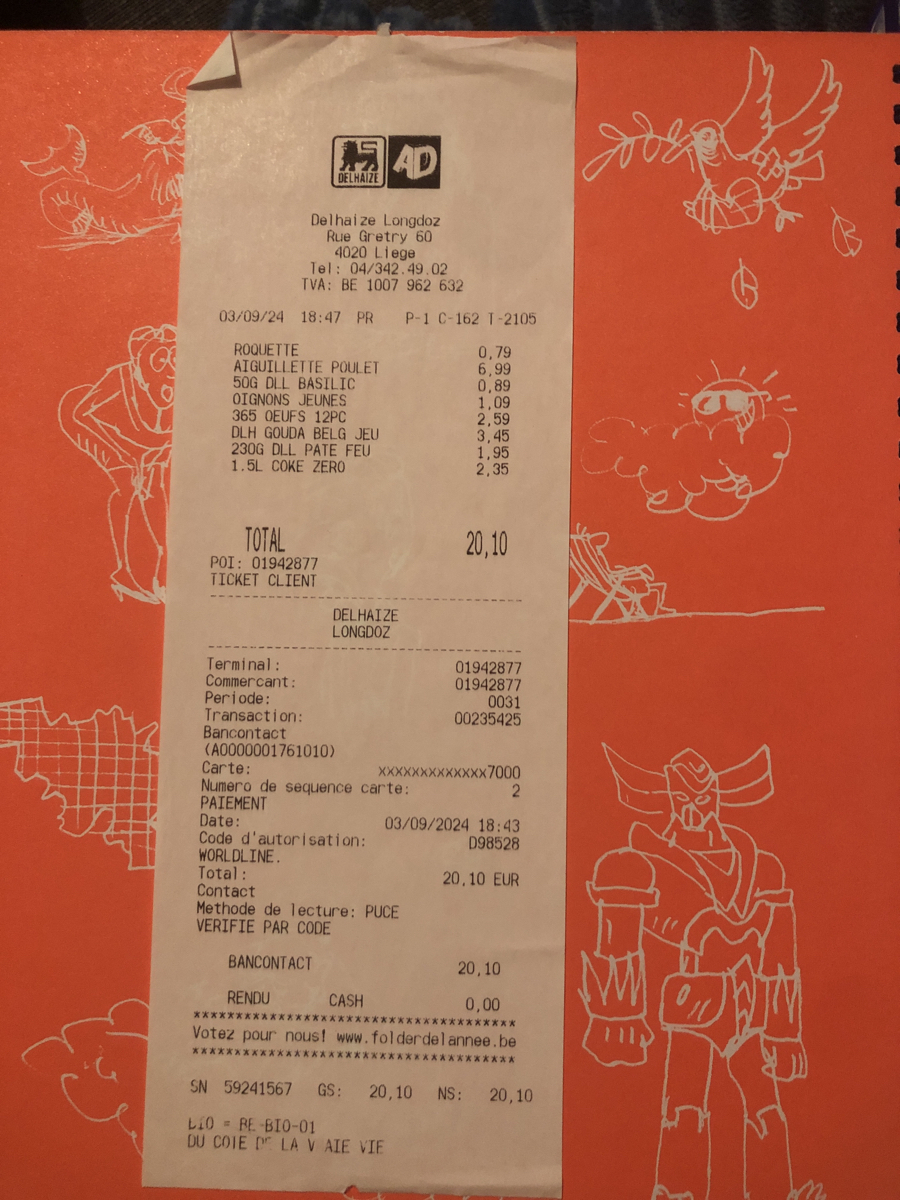 DELHAIZE AD
Delhaize Longdoz
Rue Gretry 60
4020 Liege
Tel: 04/342.49.02
TVA: BE 1007 962 632
03/09/24 18:47 PR P-1 C-162 T-2105
ROQUETTE 0,79
AIGUILLETTE POULET 6,99
50G DLL BASILIC 0,89
OIGNONS JEUNES 1,09
365 OEUFS 12PC 2,59
DLH GOUDA BELG JEU 3,45
230G DLL PATE FEU 1,95
1.5L COKE ZERO 2,35
TOTAL 20,10
POI: 01942877
TICKET CLIENT
--------------------------------
DELHAIZE
LONGDOZ
--------------------------------
Terminal: 01942877
Commercant: 01942877
Periode: 0031
Transaction: 00235425
Bancontact
(A0000001761010)
Carte: xxxxxxxxxxxxx7000
Numero de sequence carte: 2
PAIEMENT
Date: 03/09/2024 18:43
Code d'autorisation: D98528
WORLDLINE.
Total: 20,10 EUR
Contact
Methode de lecture: PUCE
VERIFIE PAR CODE
BANCONTACT 20,10
RENDU CASH 0,00
**************************************
Votez pour nous! www.folderdelannee.be
**************************************
SN 59241567 GS: 20,10 NS: 20,10
BIO = BE-BIO-01
DU COTE DE LA VRAIE VIE